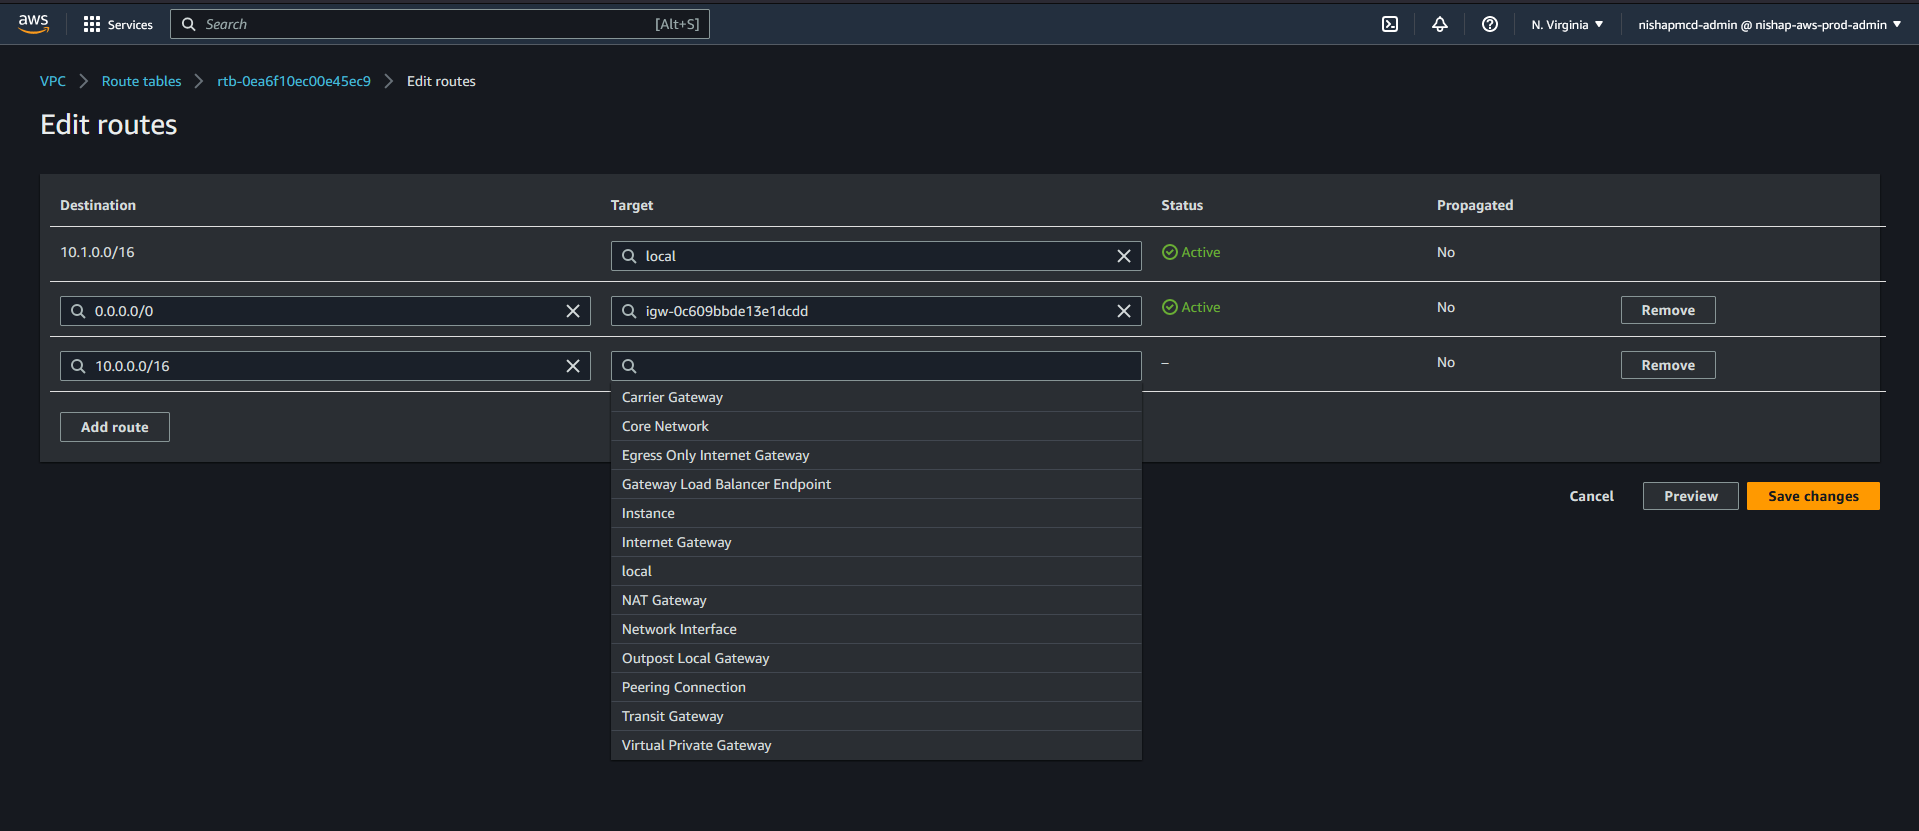 aws Services Search [Alt+S] N. Virginia nishapmcd-admin @ nishap-aws-prod-admin
VPC Route tables rtb-0ea6f10ec00e45ec9 Edit routes
Edit routes
Destination Target Status Propagated
10.1.0.0/16 local Active No
0.0.0.0/0 igw-0c609bbde13e1dcdd Active No Remove
10.0.0.0/16 – No Remove
Carrier Gateway
Add route
Core Network
Egress Only Internet Gateway
Gateway Load Balancer Endpoint
Cancel Preview Save changes
Instance
Internet Gateway
local
NAT Gateway
Network Interface
Outpost Local Gateway
Peering Connection
Transit Gateway
Virtual Private Gateway